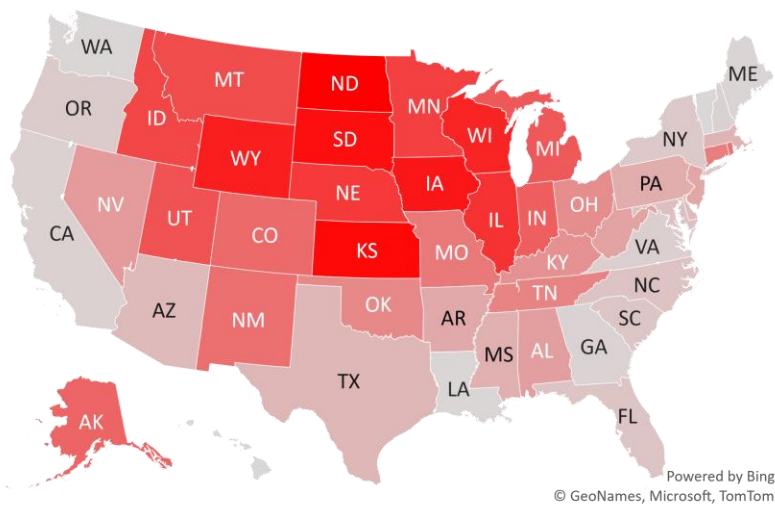 WA
ME
MT
ND
OR
MN
ID
WI
SD
MI
NY
WY
IA
PA
NE
NV
OH
IL
IN
UT
CO
CA
VA
KS
MO
KY
NC
TN
OK
AZ
NM
AR
SC
GA
MS
AL
TX
LA
FL
AK
Powered by Bing
© GeoNames, Microsoft, TomTom